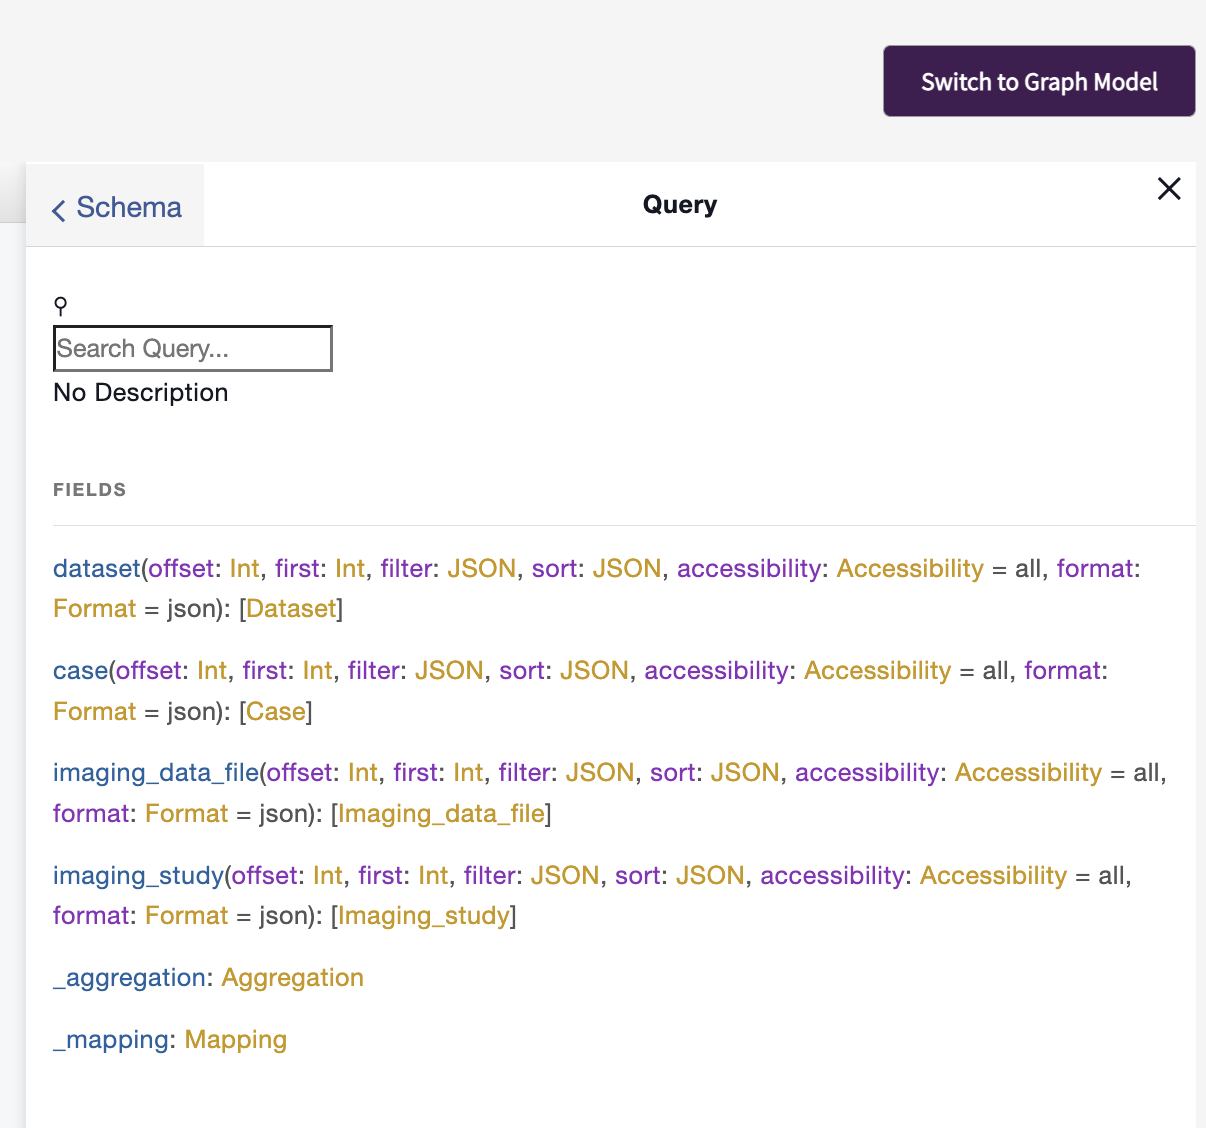 Switch to Graph Model
Schema
Query
Search Query...
No Description
FIELDS
dataset(offset: Int, first: Int, filter: JSON, sort: JSON, accessibility: Accessibility = all, format:
Format = json): [Dataset]
case(offset: Int, first: Int, filter: JSON, sort: JSON, accessibility: Accessibility = all, format:
Format = json): [Case]
imaging_data_file(offset: Int, first: Int, filter: JSON, sort: JSON, accessibility: Accessibility = all,
format: Format = json): [Imaging_data_file]
imaging_study(offset: Int, first: Int, filter: JSON, sort: JSON, accessibility: Accessibility = all,
format: Format = json): [Imaging_study]
_aggregation: Aggregation
_mapping: Mapping